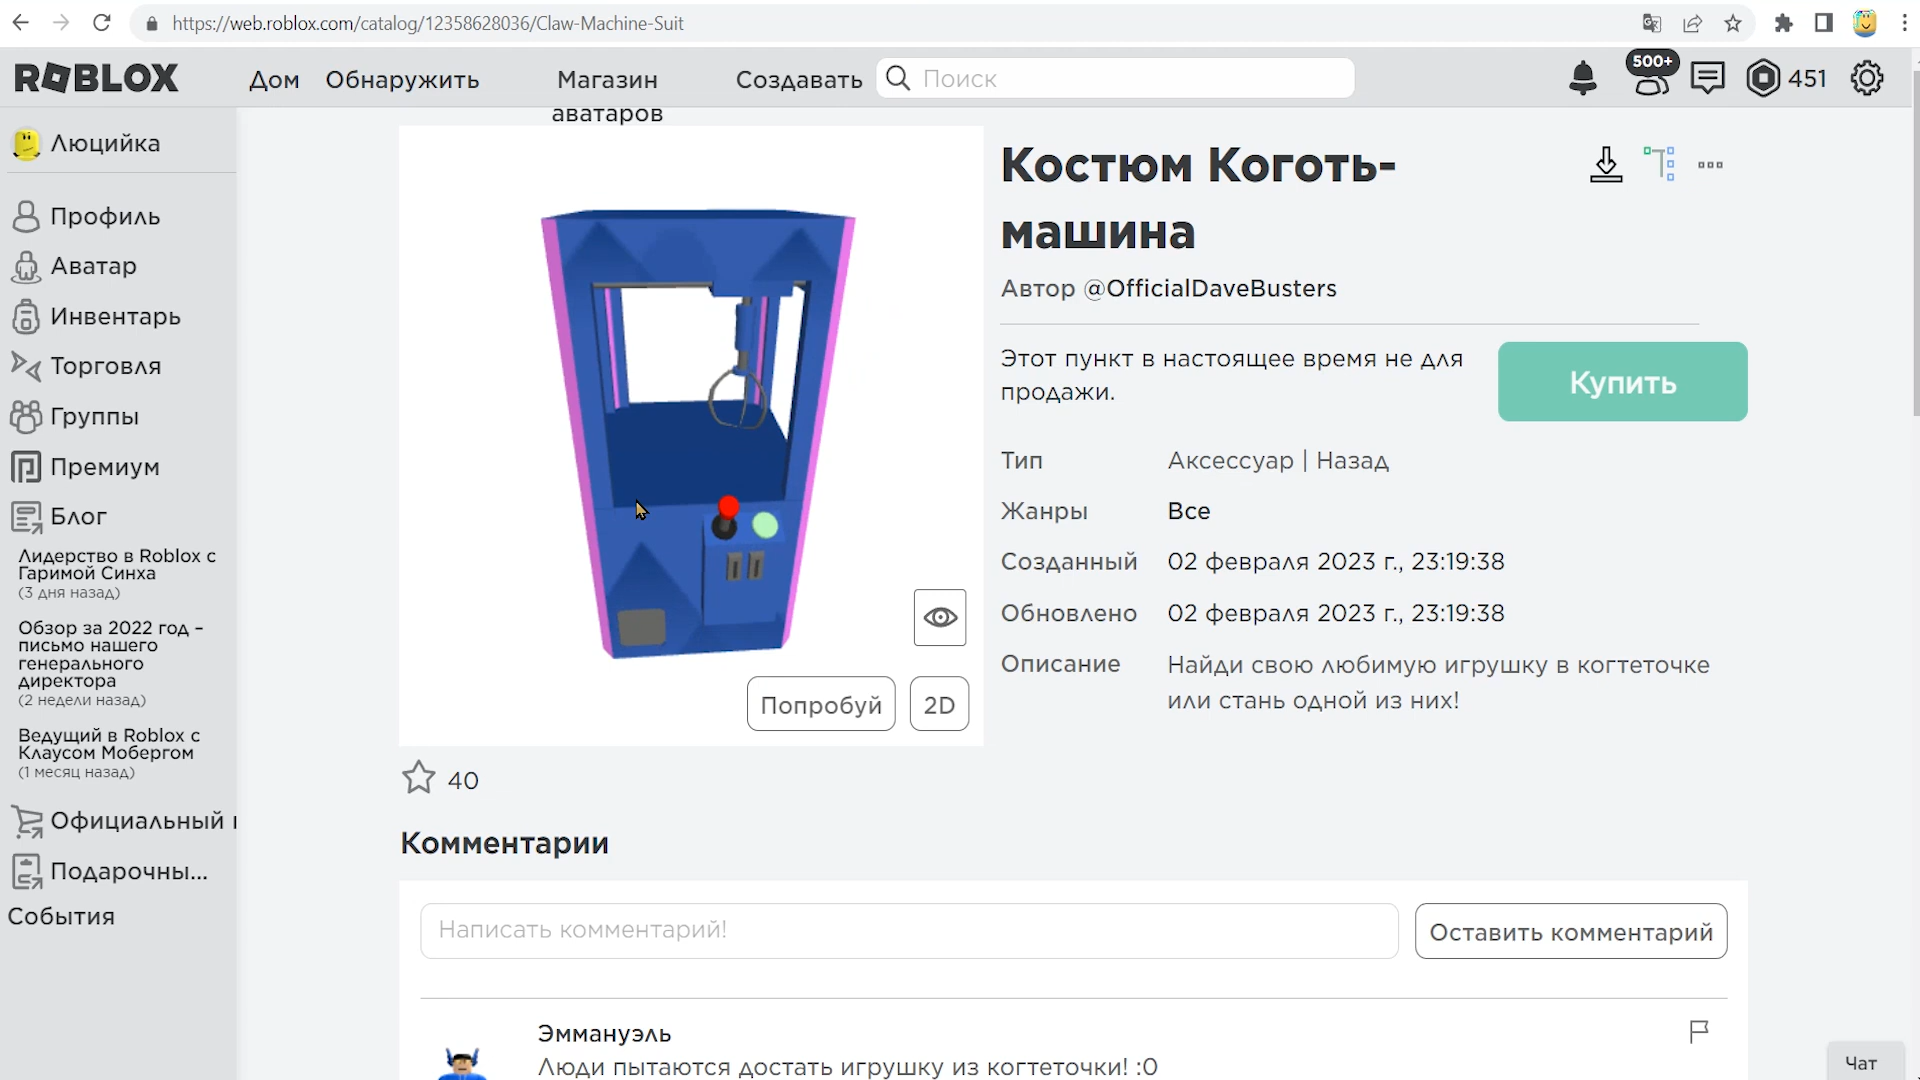 https://web.roblox.com/catalog/12358628036/Claw-Machine-Suit
ROBLOX
Дом
Обнаружить
Магазин
аватаров
Создавать
Поиск
500+
451
Люцийка
Профиль
Аватар
Инвентарь
Торговля
Группы
Премиум
Блог
Лидерство в Roblox с
Гаримой Синха
(3 дня назад)
Обзор за 2022 год –
письмо нашего
генерального
директора
(2 недели назад)
Ведущий в Roblox с
Клаусом Мобергом
(1 месяц назад)
Официальный
Подарочны...
События
Костюм Коготь-
машина
Автор @OfficialDaveBusters
Этот пункт в настоящее время не для
продажи.
Купить
Тип Аксессуар | Назад
Жанры Все
Созданный 02 февраля 2023 г., 23:19:38
Обновлено 02 февраля 2023 г., 23:19:38
Описание Найди свою любимую игрушку в когтеточке
или стань одной из них!
Попробуй
2D
40
Комментарии
Написать комментарий!
Оставить комментарий
Эммануэль
Люди пытаются достать игрушку из когтеточки! :0
Чат